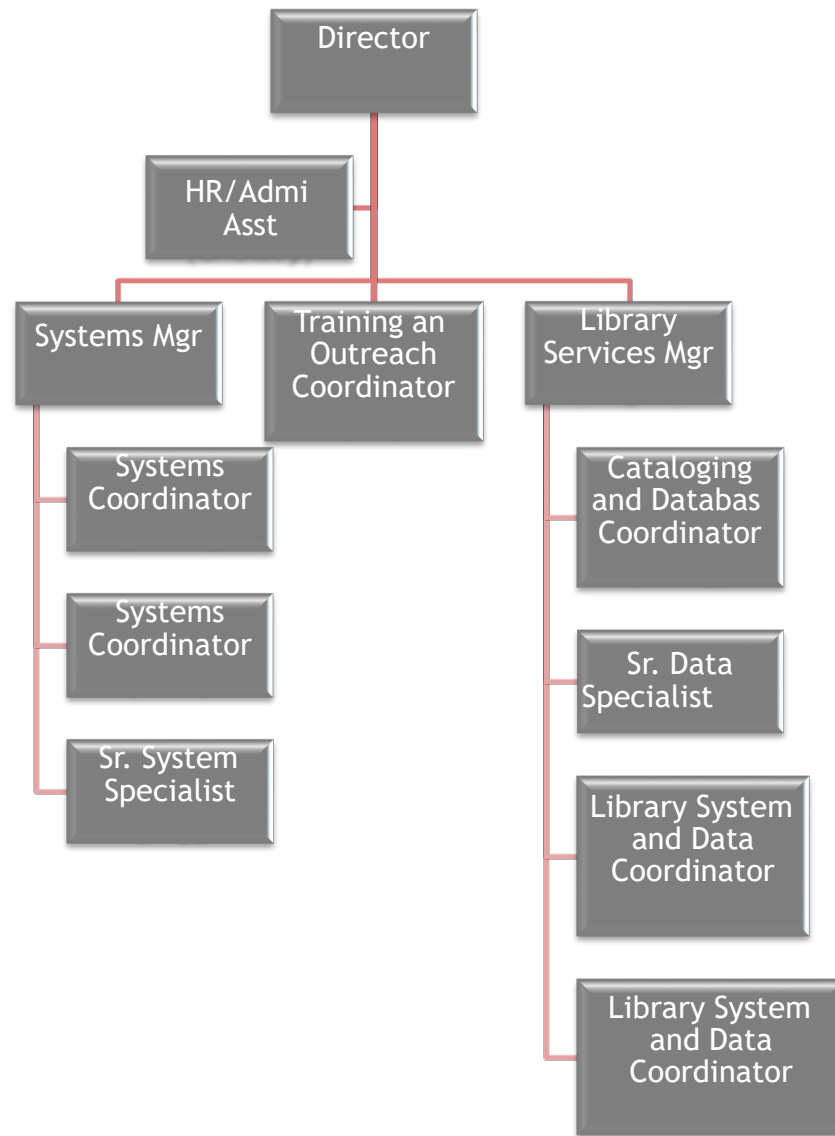 Director
HR/Admi
Asst
Systems Mgr
Training an
Outreach
Coordinator
Library
Services Mgr
Systems
Coordinator
Systems
Coordinator
Sr. System
Specialist
Cataloging
and Databas
Coordinator
Sr. Data
Specialist
Library System
and Data
Coordinator
Library System
and Data
Coordinator